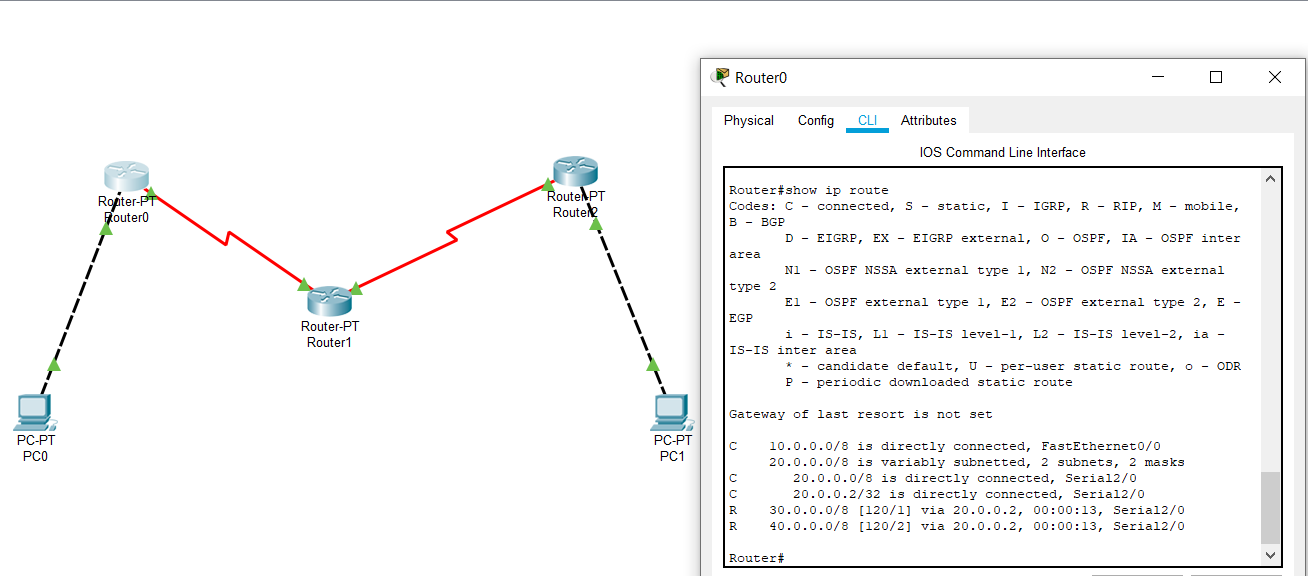 Router-PT
Router0
Router-PT
Router2
Router-PT
Router1
PC-PT
PC0
PC-PT
PC1
Router0
Physical Config CLI Attributes
IOS Command Line Interface
Router#show ip route
Codes: C - connected, S - static, I - IGRP, R - RIP, M - mobile,
B - BGP
D - EIGRP, EX - EIGRP external, O - OSPF, IA - OSPF inter
area
N1 - OSPF NSSA external type 1, N2 - OSPF NSSA external
type 2
E1 - OSPF external type 1, E2 - OSPF external type 2, E -
EGP
i - IS-IS, L1 - IS-IS level-1, L2 - IS-IS level-2, ia -
IS-IS inter area
* - candidate default, U - per-user static route, o - ODR
P - periodic downloaded static route
Gateway of last resort is not set
C 10.0.0.0/8 is directly connected, FastEthernet0/0
20.0.0.0/8 is variably subnetted, 2 subnets, 2 masks
C 20.0.0.0/8 is directly connected, Serial2/0
C 20.0.0.2/32 is directly connected, Serial2/0
R 30.0.0.0/8 [120/1] via 20.0.0.2, 00:00:13, Serial2/0
R 40.0.0.0/8 [120/2] via 20.0.0.2, 00:00:13, Serial2/0
Router#